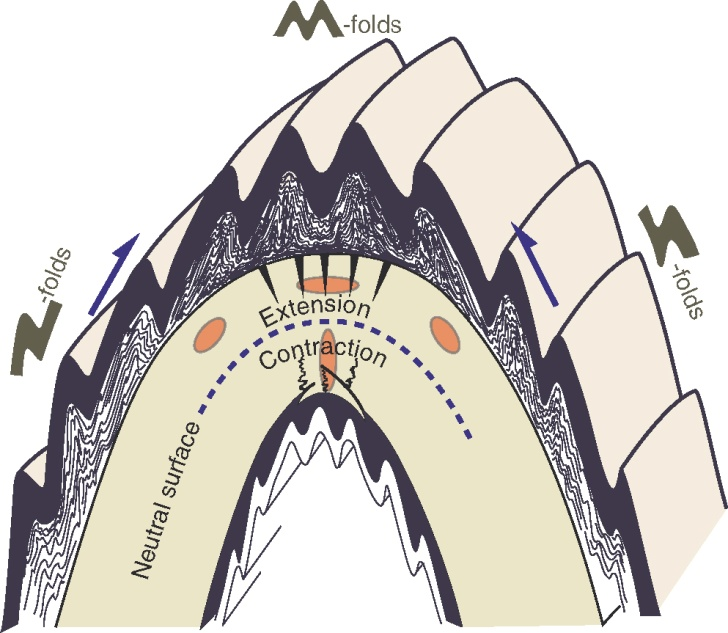 M-folds
Z-folds
S-folds
Extension
Contraction
Neutral surface